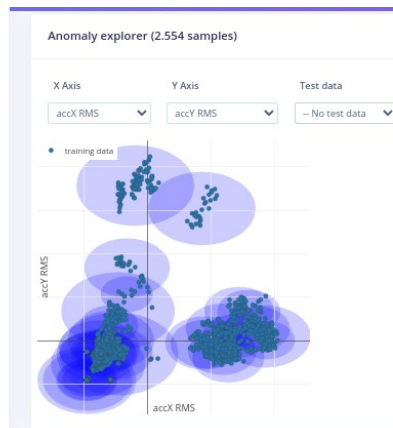 Anomaly explorer (2.554 samples)
X Axis Y Axis Test data
accX RMS accY RMS -- No test data
training data
accY RMS
accX RMS